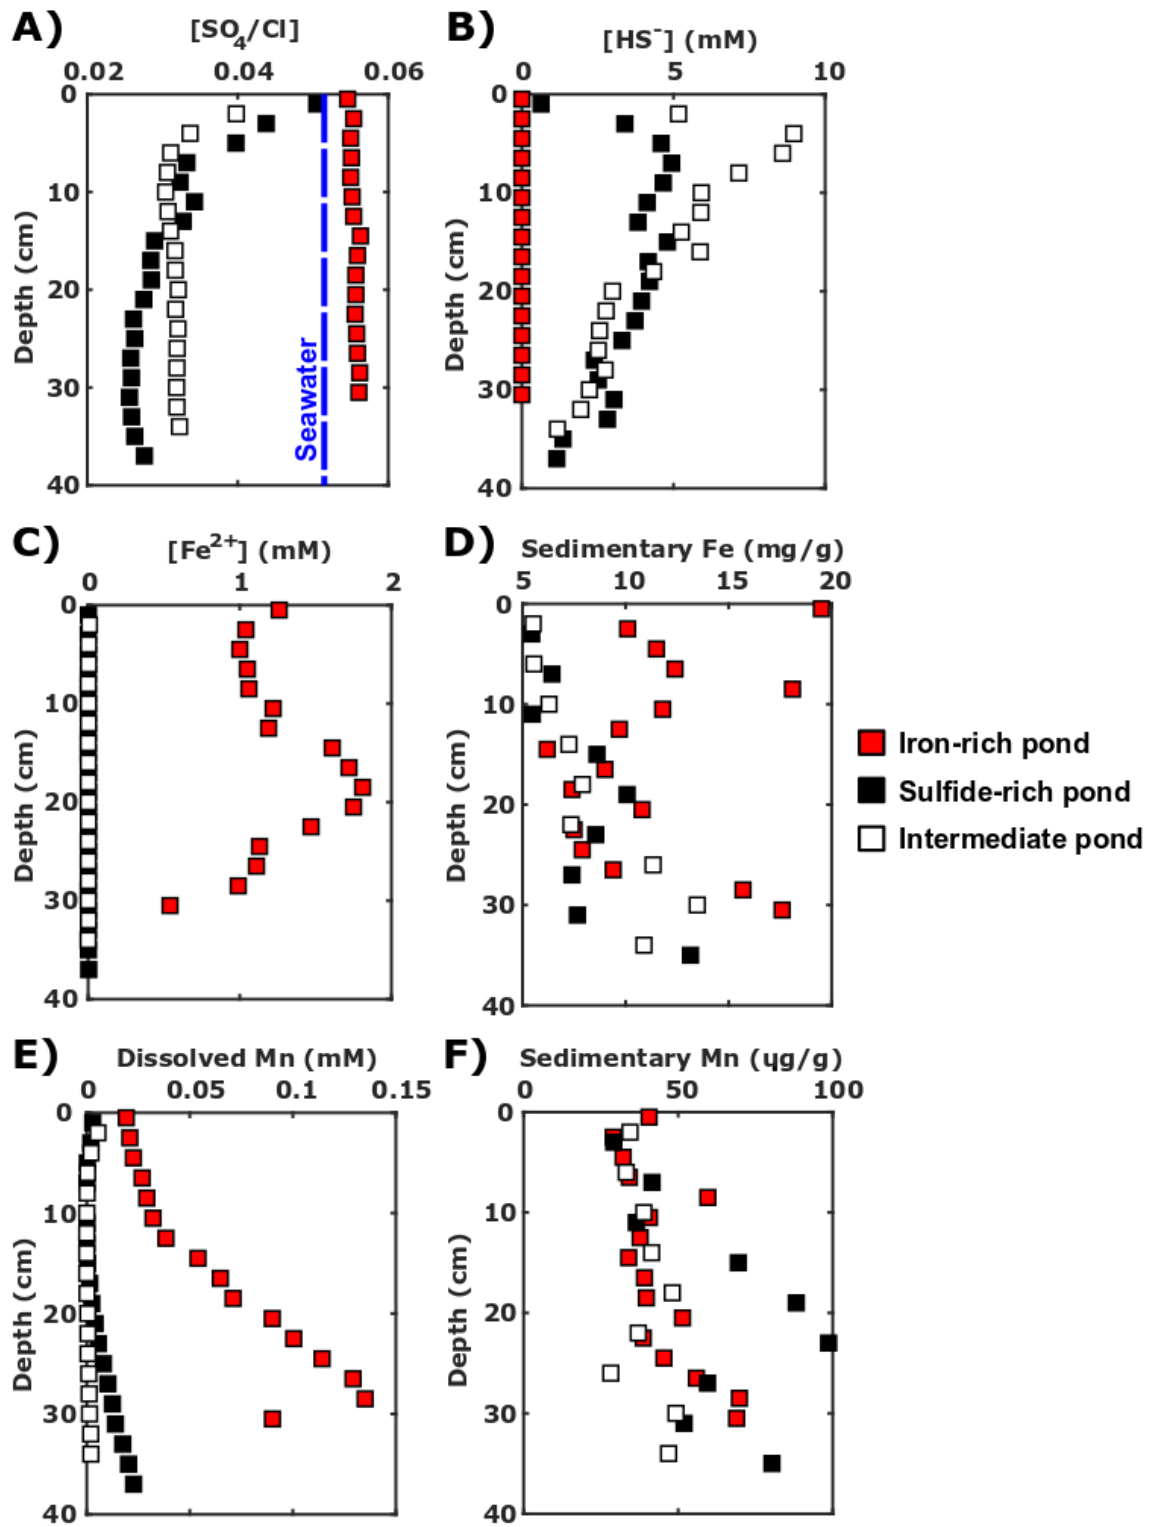 A)
[SO4/Cl]
0.02 0.04 0.06
0
10
20
30
40
Depth (cm)
Seawater
B)
[HS-] (mM)
0 5 10
0
10
20
30
40
Depth (cm)
C)
[Fe2+] (mM)
0 1 2
0
10
20
30
40
Depth (cm)
D)
Sedimentary Fe (mg/g)
5 10 15 20
0
10
20
30
40
Depth (cm)
Iron-rich pond
Sulfide-rich pond
Intermediate pond
E)
Dissolved Mn (mM)
0 0.05 0.1 0.15
0
10
20
30
40
Depth (cm)
F)
Sedimentary Mn (ųg/g)
0 50 100
0
10
20
30
40
Depth (cm)